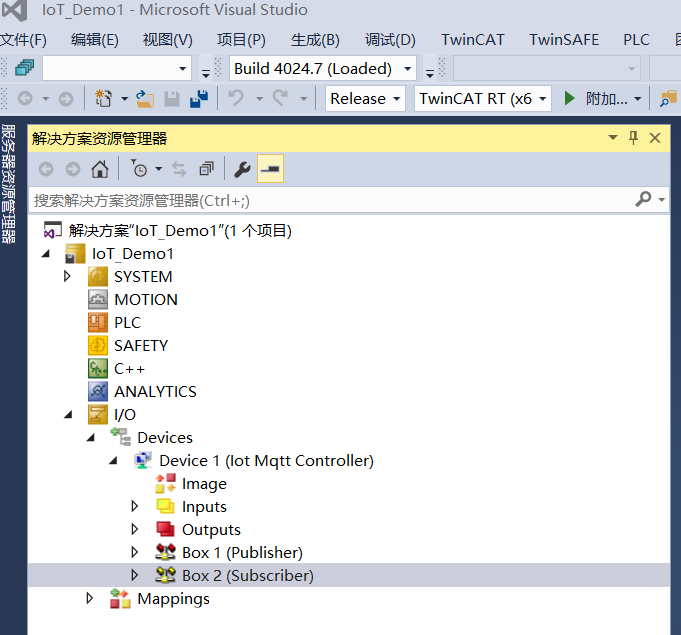 IoT_Demo1 - Microsoft Visual Studio
文件(F) 编辑(E) 视图(V) 项目(P) 生成(B) 调试(D) TwinCAT TwinSAFE PLC
Build 4024.7 (Loaded)
Release TwinCAT RT (x6 附加...
服务器资源管理器
解决方案资源管理器
搜索解决方案资源管理器(Ctrl+;)
解决方案"IoT_Demo1"(1 个项目)
IoT_Demo1
SYSTEM
MOTION
PLC
SAFETY
C++
ANALYTICS
I/O
Devices
Device 1 (Iot Mqtt Controller)
Image
Inputs
Outputs
Box 1 (Publisher)
Box 2 (Subscriber)
Mappings